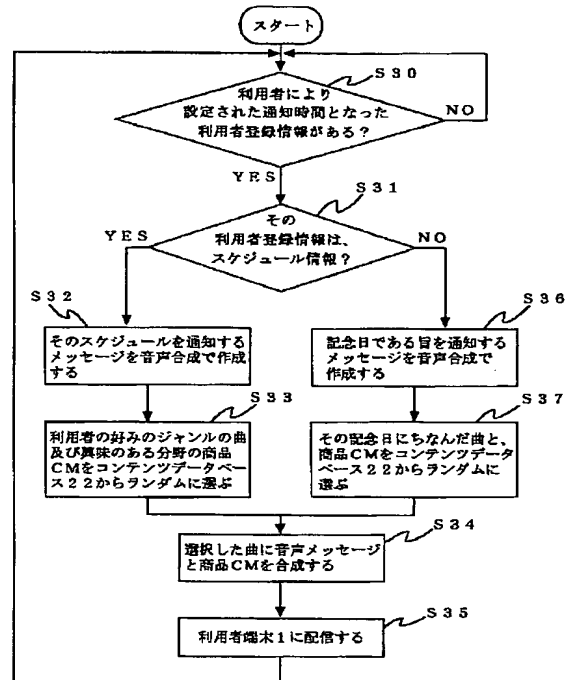 スタート
S30
利用者により
設定された通知時間となった
利用者登録情報がある?
NO
YES
S31
その
利用者登録情報は、
スケジュール情報?
YES
NO
S32
そのスケジュールを通知する
メッセージを音声合成で作成
する
S36
記念日である旨を通知する
メッセージを音声合成で
作成する
S33
利用者の好みのジャンルの曲
及び興味のある分野の商品
CMをコンテンツデータベ
ース22からランダムに選ぶ
S37
その記念日にちなんだ曲と、
商品CMをコンテンツデータ
ベース22からランダムに
選ぶ
S34
選択した曲に音声メッセージ
と商品CMを合成する
S35
利用者端末1に配信する